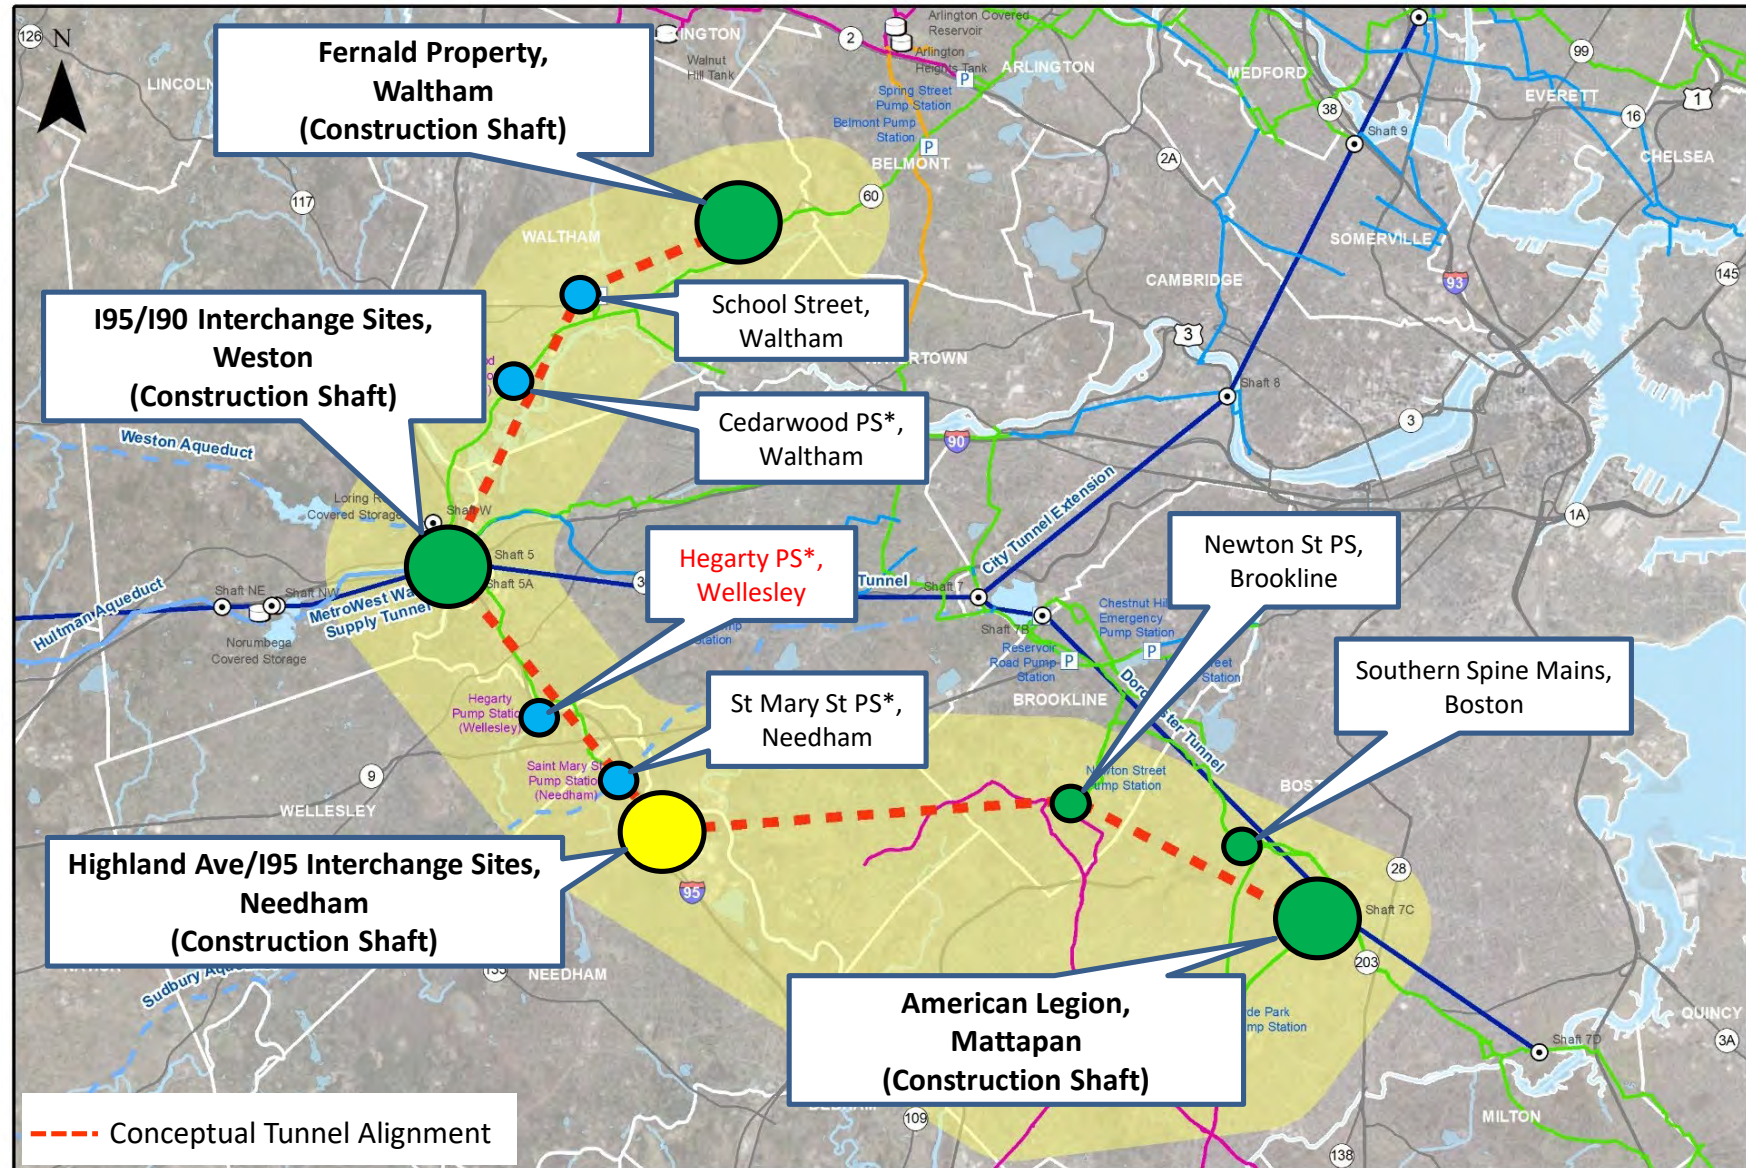 126
N
LINCOLN
Fernald Property,
Waltham
(Construction Shaft)
Walnut
Hill Tank
2
Arlington Covered
Reservoir
Arlington
Heights Tank
ARLINGTON
P
Spring Street
Pump Station
Belmont Pump
Station
P
BELMONT
MEDFORD
38
Shaft 9
99
EVERETT
1
16
CHELSEA
2A
117
60
WALTHAM
SOMERVILLE
CAMBRIDGE
93
145
I95/I90 Interchange Sites,
Weston
(Construction Shaft)
School Street,
Waltham
3
Cedarwood PS*,
Waltham
Shaft 8
3
90
Weston Aqueduct
Covered Storage
Shaft W
1A
Shaft 5
Shaft 5A
Hegarty PS*,
Wellesley
City Tunnel Extension
Newton St PS,
Brookline
Tunnel
Shaft 7
Shaft NE
Shaft NW
Hultman Aqueduct
MetroWest
Supply Tunnel
Norumbega
Covered Storage
Shaft 7B
Chestnut Hill
Emergency
Pump Station
P
Reservoir
Road Pump
Station
P
Station
Station
BROOKLINE
Southern Spine Mains,
Boston
Hegarty
Pump Station
(Wellesley)
St Mary St PS*,
Needham
Saint Mary St
Pump Station
(Needham)
9
WELLESLEY
Newton Street
Pump Station
28
Highland Ave/I95 Interchange Sites,
Needham
(Construction Shaft)
95
Shaft 7C
203
NEEDHAM
Sudbury
American Legion,
Mattapan
(Construction Shaft)
QUINCY
3A
Shaft 7D
109
MILTON
138
Conceptual Tunnel Alignment